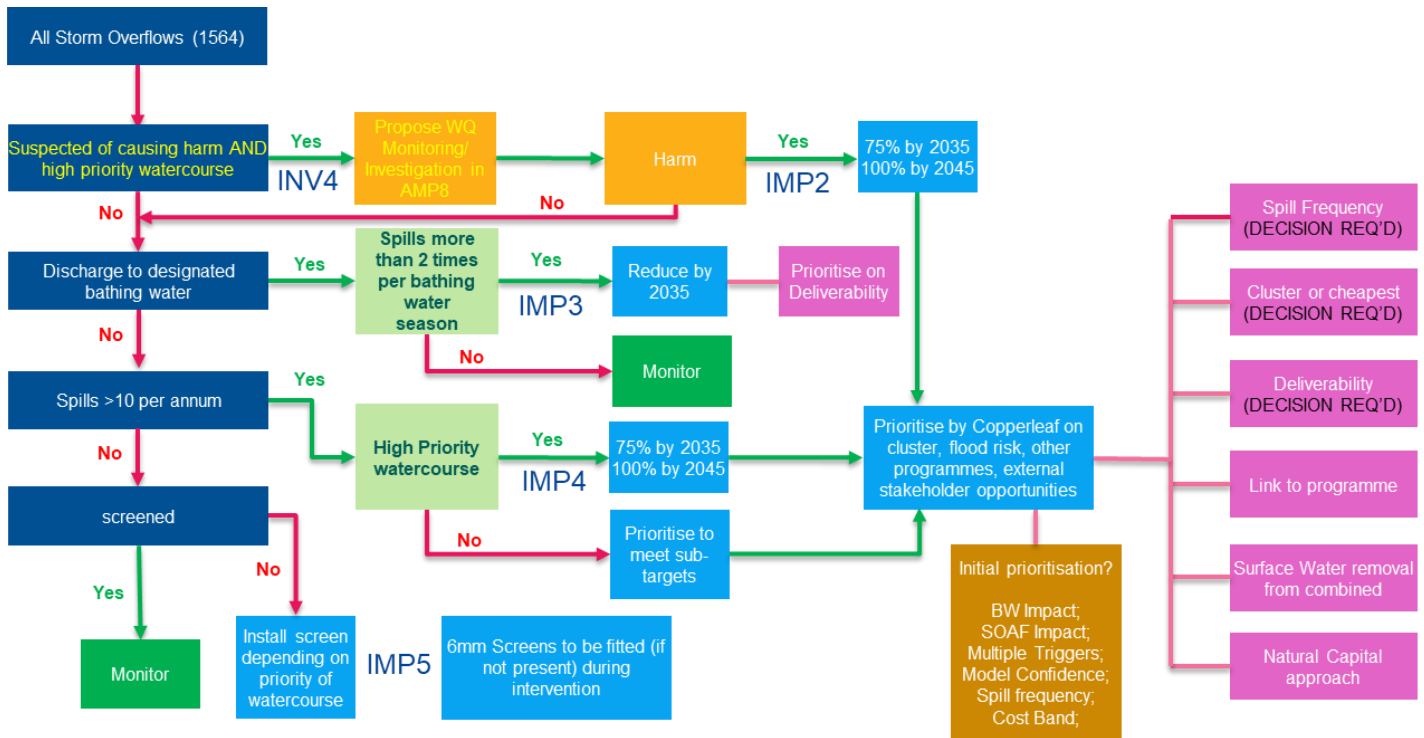 All Storm Overflows (1564)
Suspected of causing harm AND
high priority watercourse
Yes
INV4
Propose WQ
Monitoring/
Investigation in
AMP8
Harm
Yes
IMP2
75% by 2035
100% by 2045
No
No
Discharge to designated
bathing water
Yes
Spills more
than 2 times
per bathing
water
season
Yes
IMP3
Reduce by
2035
Prioritise on
Deliverability
No
No
Monitor
Spills >10 per annum
Yes
High Priority
watercourse
Yes
IMP4
75% by 2035
100% by 2045
Prioritise by Copperleaf on
cluster, flood risk, other
programmes, external
stakeholder opportunities
No
No
Prioritise to
meet sub-
targets
screened
Yes
No
Monitor
Install screen
depending on
priority of
watercourse
IMP5
6mm Screens to be fitted (if
not present) during
intervention
Initial prioritisation?
BW Impact;
SOAF Impact;
Multiple Triggers;
Model Confidence;
Spill frequency;
Cost Band;
Spill Frequency
(DECISION REQ'D)
Cluster or cheapest
(DECISION REQ'D)
Deliverability
(DECISION REQ'D)
Link to programme
Surface Water removal
from combined
Natural Capital
approach